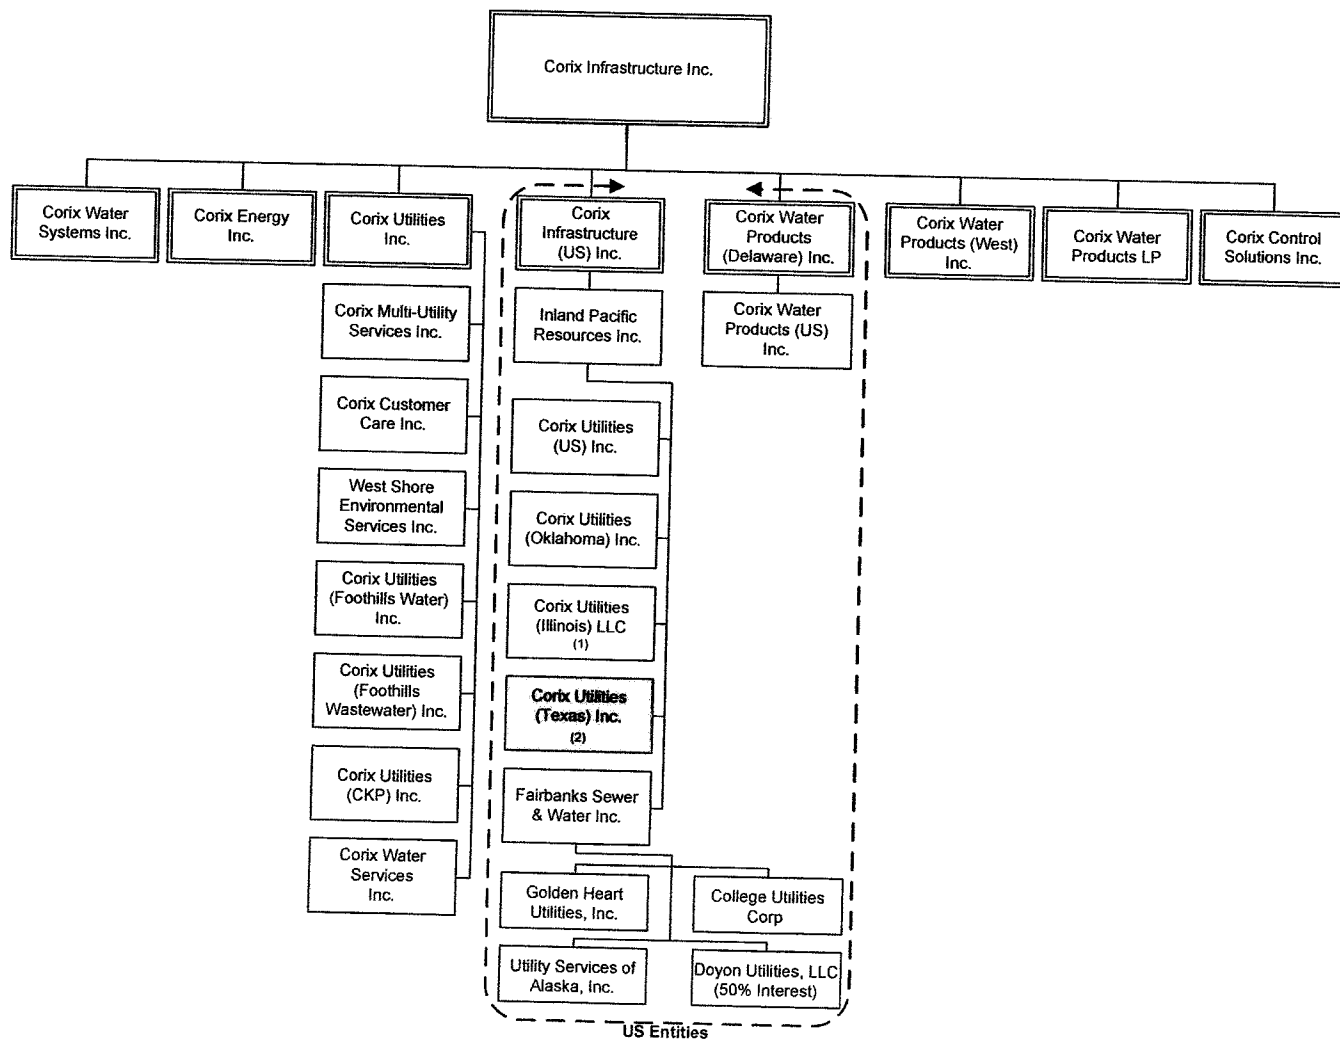 Corix Infrastructure Inc.
Corix Water
Systems Inc.
Corix Energy
Inc.
Corix Utilities
Inc.
Corix
Infrastructure
(US) Inc.
Corix Water
Products
(Delaware) Inc.
Corix Water
Products (West)
Inc.
Corix Water
Products LP
Corix Control
Solutions Inc.
Corix Multi-Utility
Services Inc.
Corix Customer
Care Inc.
West Shore
Environmental
Services Inc.
Corix Utilities
(Foothills Water)
Inc.
Corix Utilities
(Foothills
Wastewater) Inc.
Corix Utilities
(CKP) Inc.
Corix Water
Services
Inc.
Inland Pacific
Resources Inc.
Corix Utilities
(US) Inc.
Corix Utilities
(Oklahoma) Inc.
Corix Utilities
(Illinois) LLC
(1)
Corix Utilities
(Texas) Inc.
(2)
Fairbanks Sewer
& Water Inc.
Golden Heart
Utilities, Inc.
College Utilities
Corp
Utility Services of
Alaska, Inc.
Doyon Utilities, LLC
(50% Interest)
Corix Water
Products (US)
Inc.
US Entities